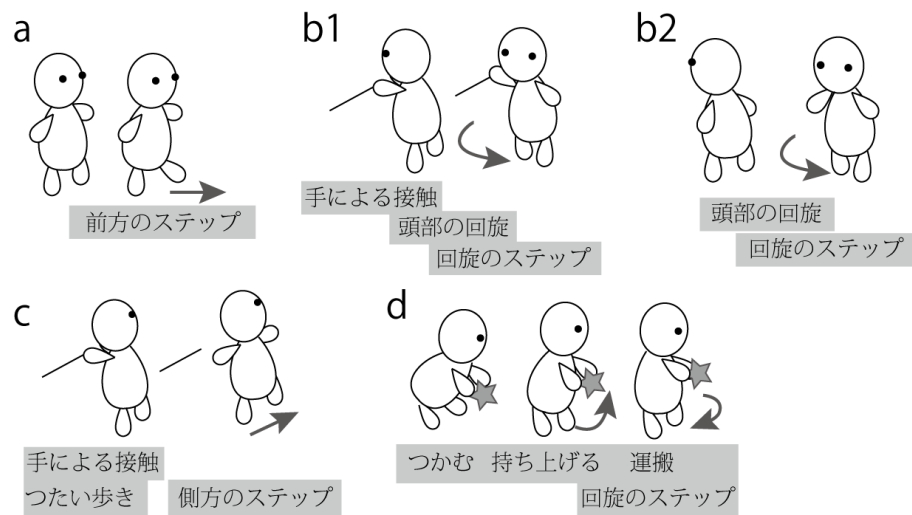 a
前方のステップ
b1
手による接触
頭部の回旋
回旋のステップ
b2
頭部の回旋
回旋のステップ
c
手による接触
つたい歩き 側方のステップ
d
つかむ 持ち上げる 運搬
回旋のステップ